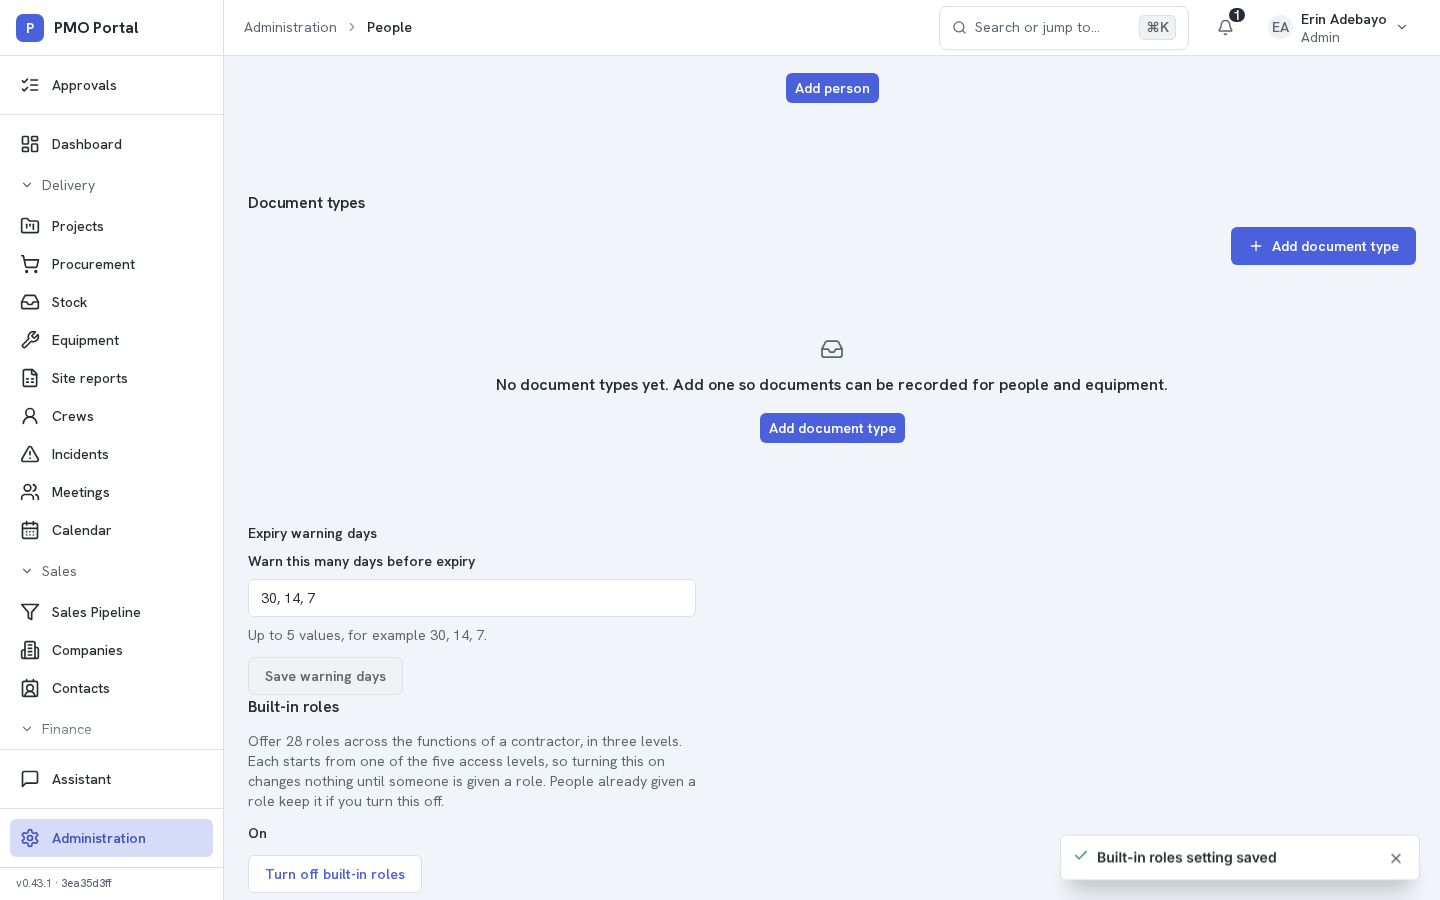 P PMO Portal
Administration > People
Search or jump to... ⌘K
1
EA Erin Adebayo
Admin
Approvals
Dashboard
Delivery
Projects
Procurement
Stock
Equipment
Site reports
Crews
Incidents
Meetings
Calendar
Sales
Sales Pipeline
Companies
Contacts
Finance
Assistant
Administration
v0.43.1 · 3ea35d3ff
Add person
Document types
+ Add document type
No document types yet. Add one so documents can be recorded for people and equipment.
Add document type
Expiry warning days
Warn this many days before expiry
30, 14, 7
Up to 5 values, for example 30, 14, 7.
Save warning days
Built-in roles
Offer 28 roles across the functions of a contractor, in three levels.
Each starts from one of the five access levels, so turning this on
changes nothing until someone is given a role. People already given a
role keep it if you turn this off.
On
Turn off built-in roles
Built-in roles setting saved